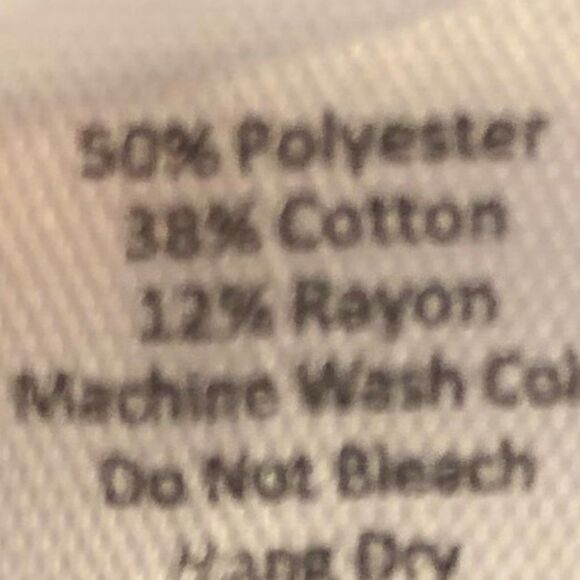 50% Polyester
38% Cotton
12% Rayon
Machine Wash Col
Do Not Bleach
Hang Dry